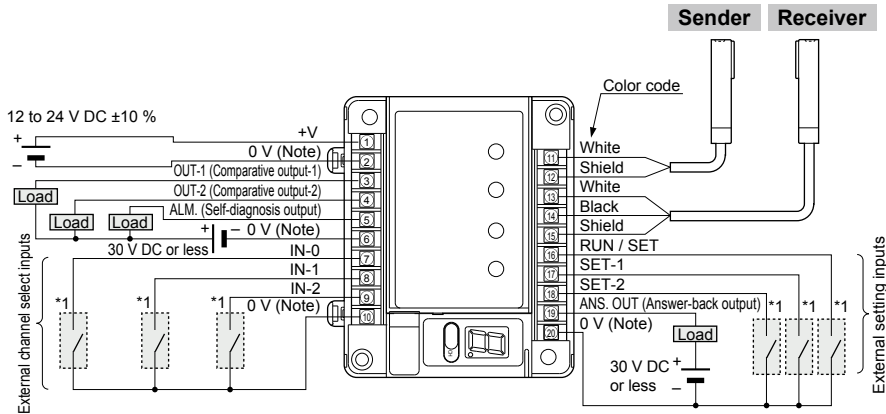 Sender Receiver
Color code
12 to 24 V DC ±10 %
+
–
+V
0 V (Note)
OUT-1 (Comparative output-1)
OUT-2 (Comparative output-2)
ALM. (Self-diagnosis output)
Load
Load Load
+ – 0 V (Note)
30 V DC or less
IN-0
IN-1
IN-2
0 V (Note)
External channel select inputs
*1 *1 *1
1
2
3
4
5
6
7
8
9
10
11
12
13
14
15
16
17
18
19
20
White
Shield
White
Black
Shield
RUN / SET
SET-1
SET-2
ANS. OUT (Answer-back output)
0 V (Note)
*1 *1 *1
Load
30 V DC +
or less –
External setting inputs